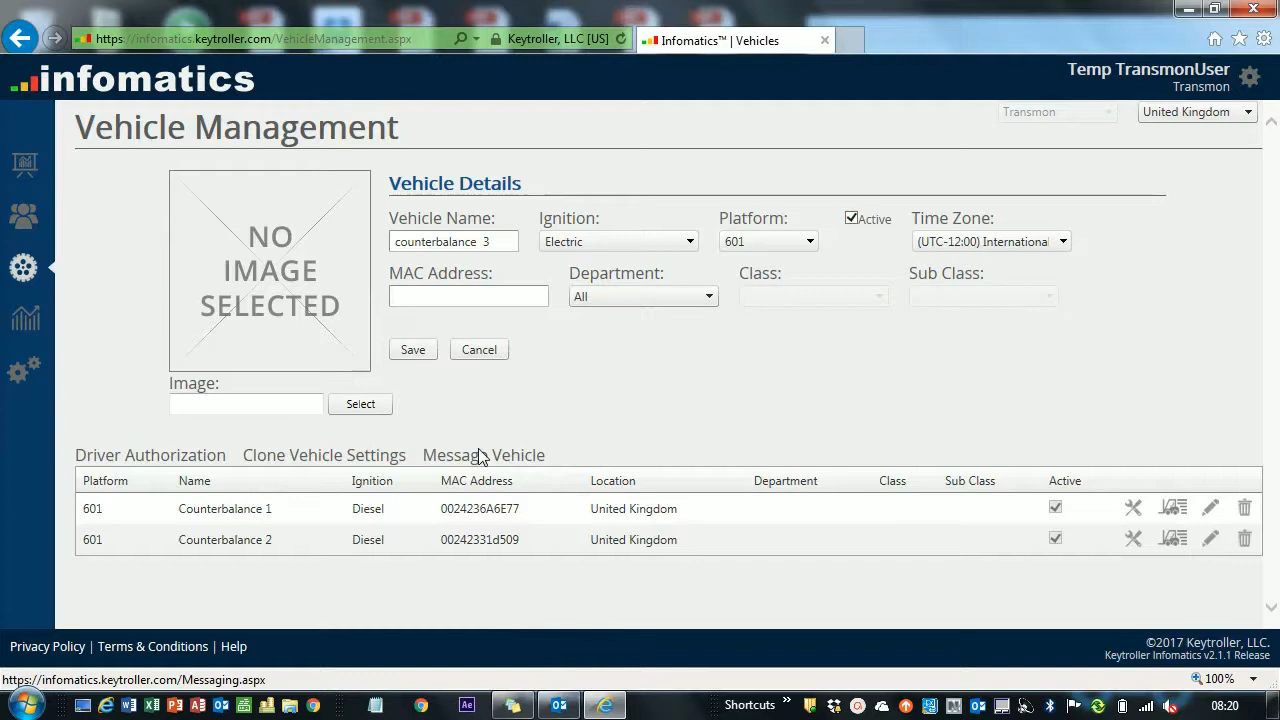 https://infomatics.keytroller.com/VehicleManagement.aspx
Keytroller, LLC [US]
Infomatics™ | Vehicles
infomatics
Temp TransmonUser
Transmon
Vehicle Management
Transmon
United Kingdom
NO
IMAGE
SELECTED
Vehicle Details
Vehicle Name:
Ignition:
Platform:
Active
Time Zone:
counterbalance 3
Electric
601
(UTC-12:00) International
MAC Address:
Department:
Class:
Sub Class:
All
Save
Cancel
Image:
Select
Driver Authorization
Clone Vehicle Settings
Message Vehicle
Platform Name Ignition MAC Address Location Department Class Sub Class Active
601 Counterbalance 1 Diesel 0024233A6E77 United Kingdom
601 Counterbalance 2 Diesel 00242331d509 United Kingdom
Privacy Policy | Terms & Conditions | Help
©2017 Keytroller, LLC.
Keytroller Infomatics v2.1.1 Release
https://infomatics.keytroller.com/Messaging.aspx
100%
Ae
Shortcuts
08:20